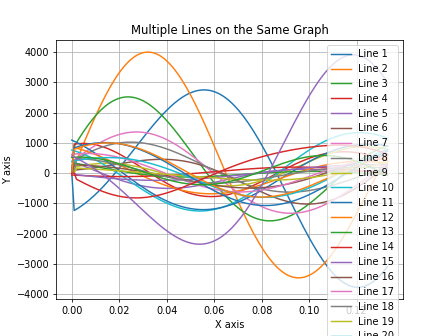 Multiple Lines on the Same Graph
4000
3000
2000
1000
0
−1000
−2000
−3000
−4000
Y axis
0.00
0.02
0.04
0.06
0.08
0.10
X axis
Line 1
Line 2
Line 3
Line 4
Line 5
Line 7
Line 8
Line 9
Line 10
Line 11
Line 12
Line 13
Line 14
Line 15
Line 16
Line 17
Line 18
Line 19
Line 20